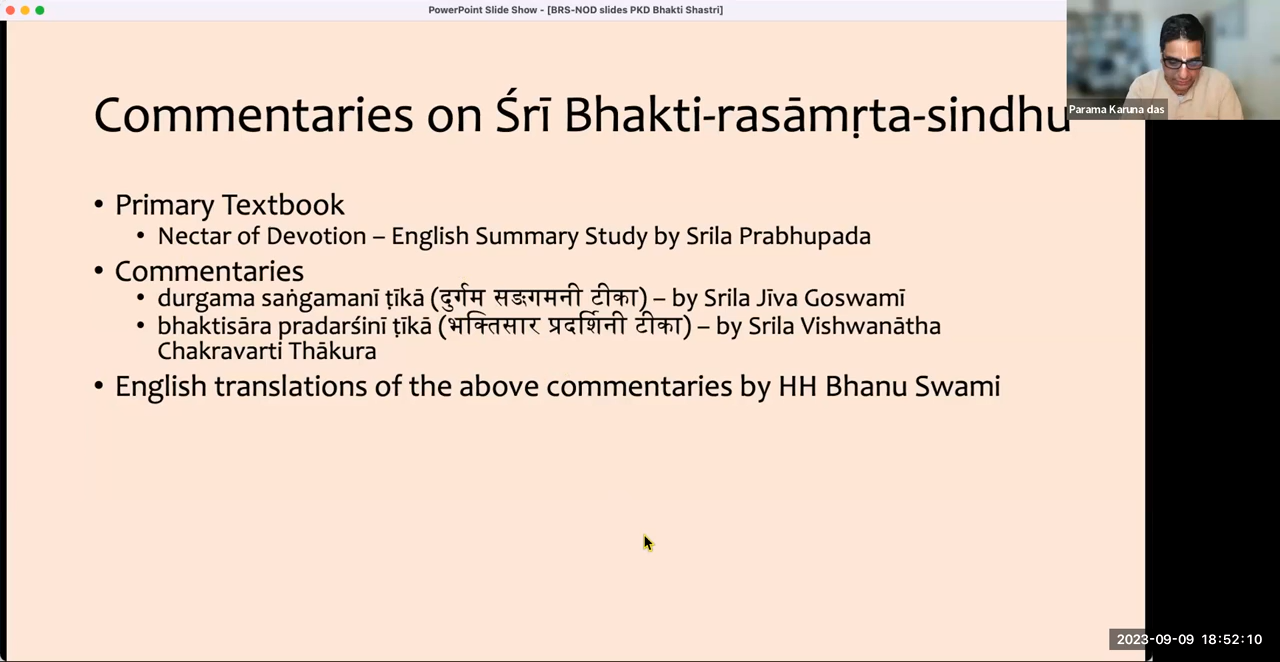 PowerPoint Slide Show - [BRS-NOD slides PKD Bhakti Shastri]
Parama Karuna das
Commentaries on Śrī Bhakti-rasāmṛta-sindhu
• Primary Textbook
• Nectar of Devotion – English Summary Study by Srila Prabhupada
• Commentaries
• durgama saṅgamanī ṭīkā (दुर्गम सङगमनी टीका) – by Srila Jīva Goswamī
• bhaktisāra pradarśinī ṭīkā (भक्तिसार प्रदर्शिनी टीका) – by Srila Vishwanātha
Chakravarti Thākura
• English translations of the above commentaries by HH Bhanu Swami
2023-09-09 18:52:10